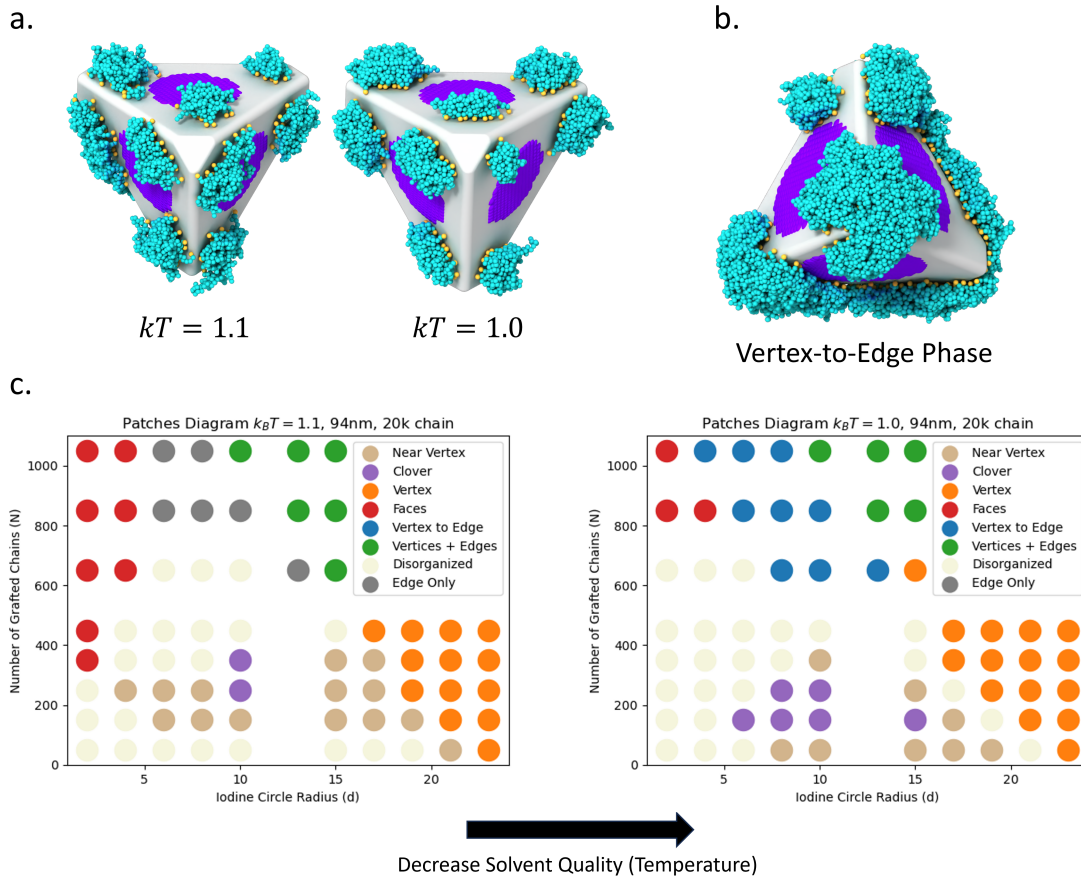 a.
b.
kT = 1.1
kT = 1.0
Vertex-to-Edge Phase
c.
Patches Diagram k_BT = 1.1, 94nm, 20k chain
Number of Grafted Chains (N)
1000
800
600
400
200
0
5
10
15
20
Iodine Circle Radius (d)
Near Vertex
Clover
Vertex
Faces
Vertex to Edge
Vertices + Edges
Disorganized
Edge Only
Patches Diagram k_BT = 1.0, 94nm, 20k chain
Number of Grafted Chains (N)
1000
800
600
400
200
0
5
10
15
20
Iodine Circle Radius (d)
Near Vertex
Clover
Vertex
Faces
Vertex to Edge
Vertices + Edges
Disorganized
Edge Only
Decrease Solvent Quality (Temperature)